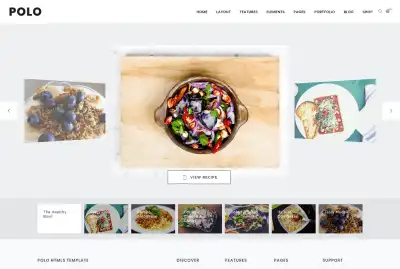 POLO
HOME LAYOUT FEATURES ELEMENTS PAGES PORTFOLIO BLOG SHOP
VIEW RECIPE
The Healthy
Bowl
POLO HTML5 TEMPLATE DISCOVER FEATURES PAGES SUPPORT